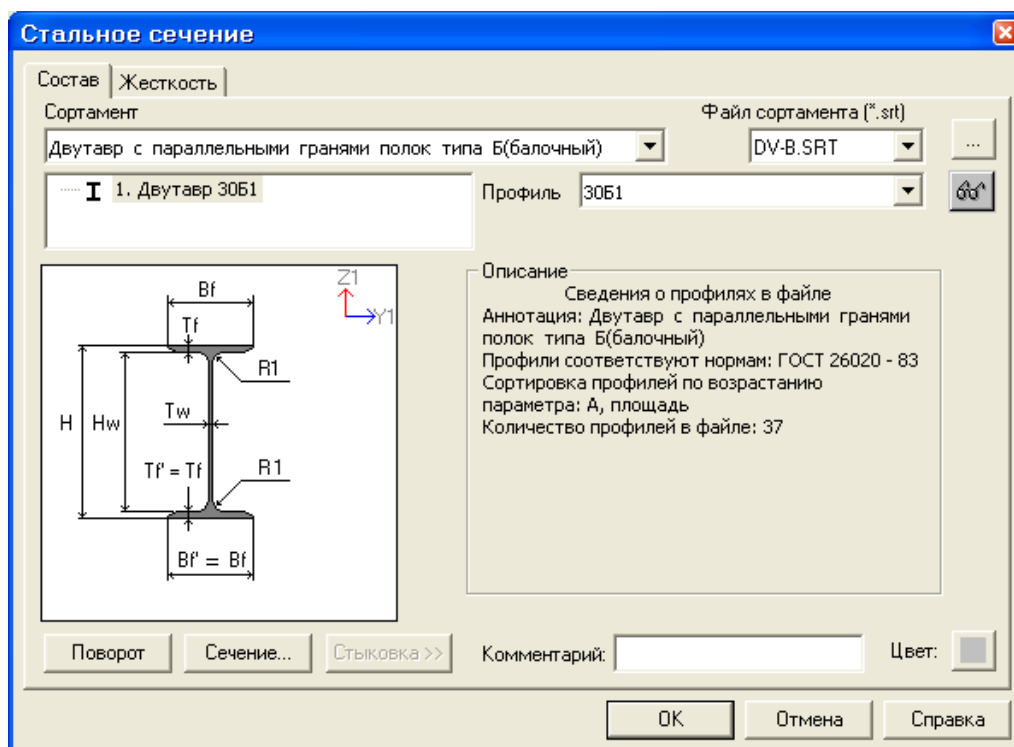 Стальное сечение
Состав
Жесткость
Сортамент
Файл сортамента (*.srt)
Двутавр с параллельными гранями полок типа Б(балочный)
DV-B.SRT
...
1. Двутавр 30Б1
Профиль
30Б1
Z1
Y1
Bf
Tf
R1
H
Hw
Tw
Tf' = Tf
R1
Bf' = Bf
Описание
Сведения о профилях в файле
Аннотация: Двутавр с параллельными гранями
полок типа Б(балочный)
Профили соответствуют нормам: ГОСТ 26020 - 83
Сортировка профилей по возрастанию
параметра: А, площадь
Количество профилей в файле: 37
Поворот
Сечение...
Стыковка >>
Комментарий:
Цвет:
OK
Отмена
Справка